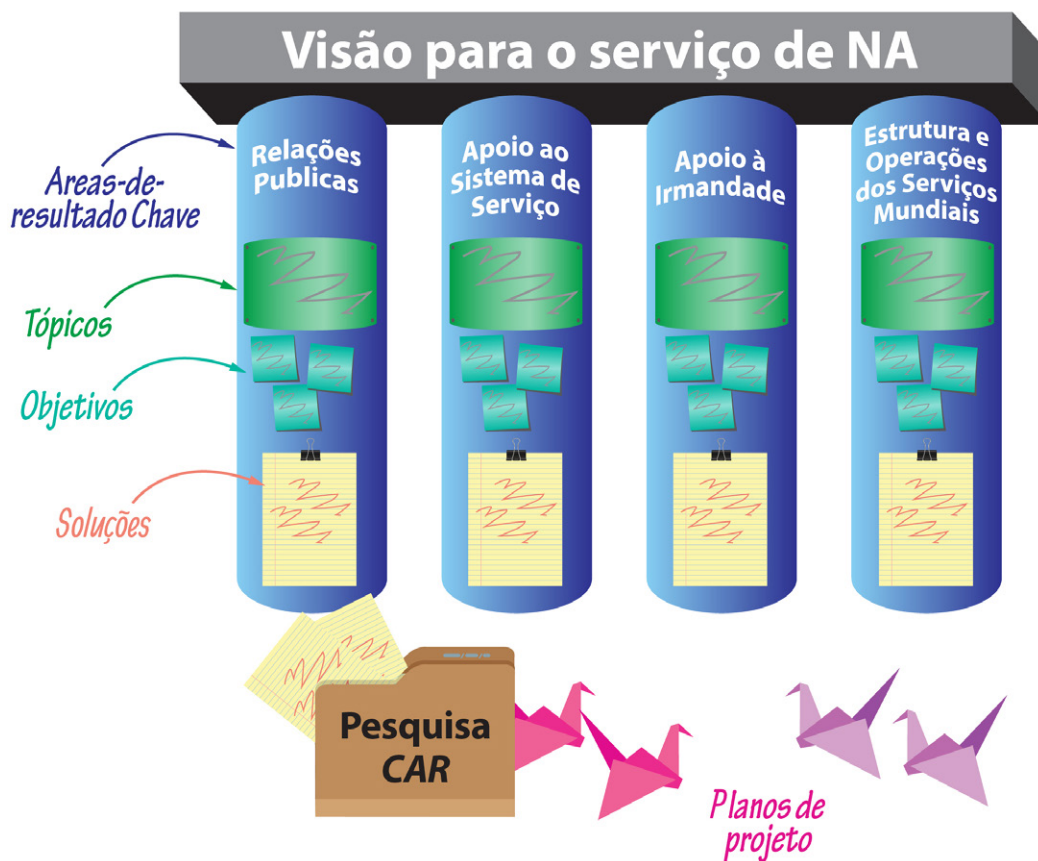 Visão para o serviço de NA
Areas-de-
resultado Chave
Relações
Publicas
Apoio ao
Sistema de
Serviço
Apoio à
Irmandade
Estrutura e
Operações
dos Serviços
Mundiais
Tópicos
Objetivos
Soluções
Pesquisa
CAR
Planos de
projeto